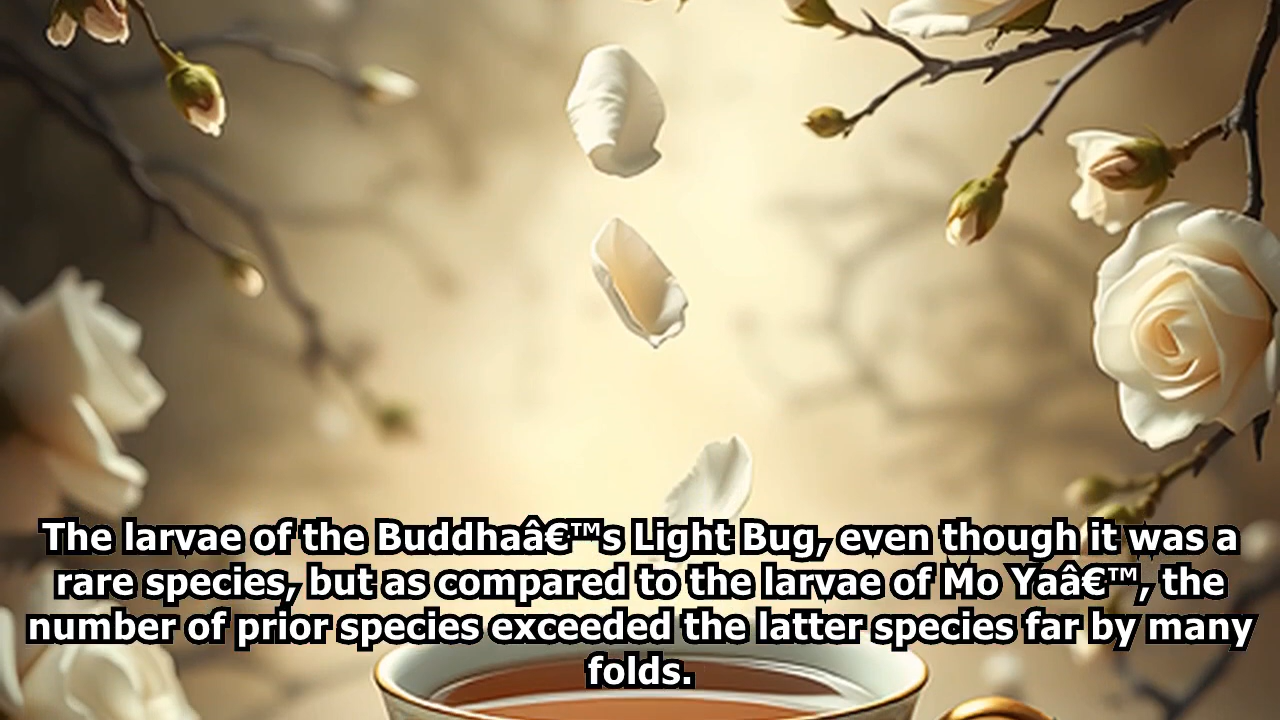 The larvae of the Buddhaâ€™s Light Bug, even though it was a
rare species, but as compared to the larvae of Mo Yaâ€™, the
number of prior species exceeded the latter species far by many
folds.